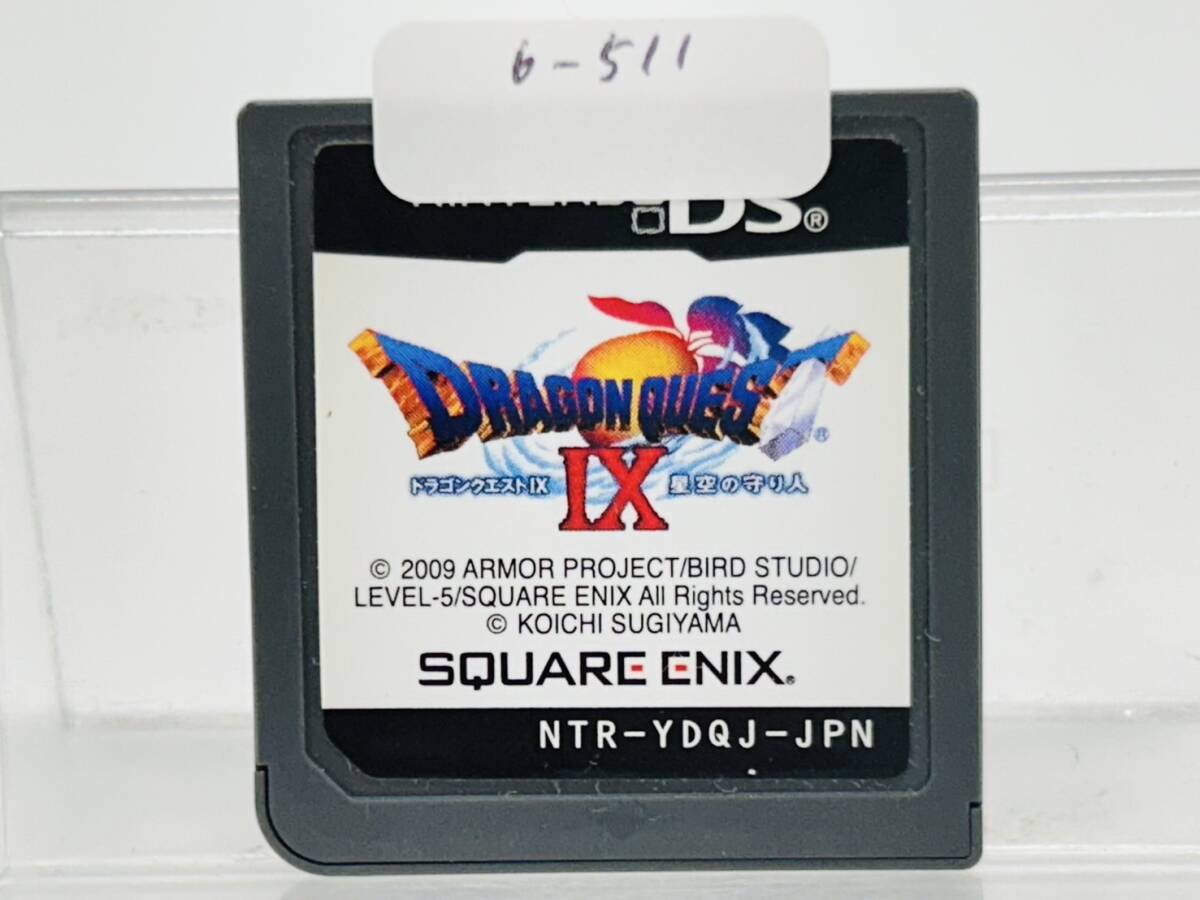 6-511
DS®
DRAGON QUEST®
IX
ドラゴンクエストIX 星空の守り人
© 2009 ARMOR PROJECT/BIRD STUDIO/
LEVEL-5/SQUARE ENIX All Rights Reserved.
© KOICHI SUGIYAMA
SQUARE ENIX®
NTR-YDQJ-JPN